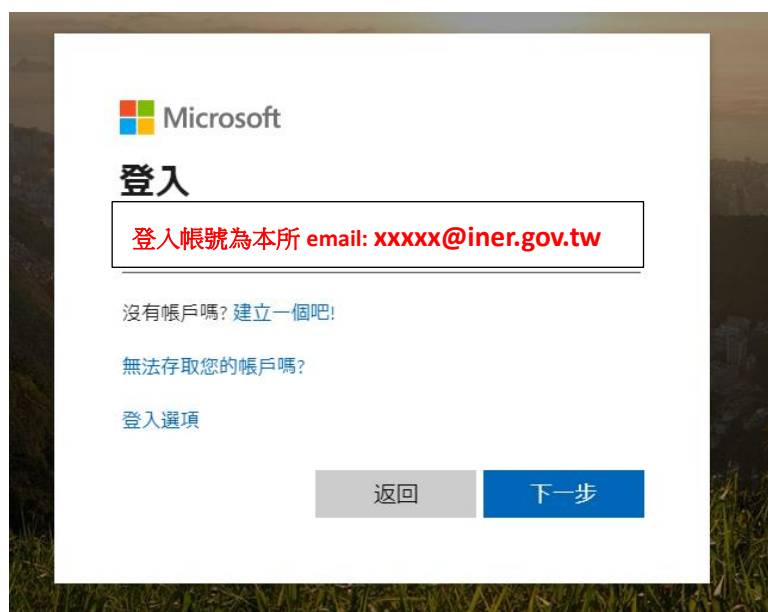 Microsoft
登入
登入帳號為本所 email: xxxxx@iner.gov.tw
沒有帳戶嗎? 建立一個吧!
無法存取您的帳戶嗎?
登入選項
返回 下一步